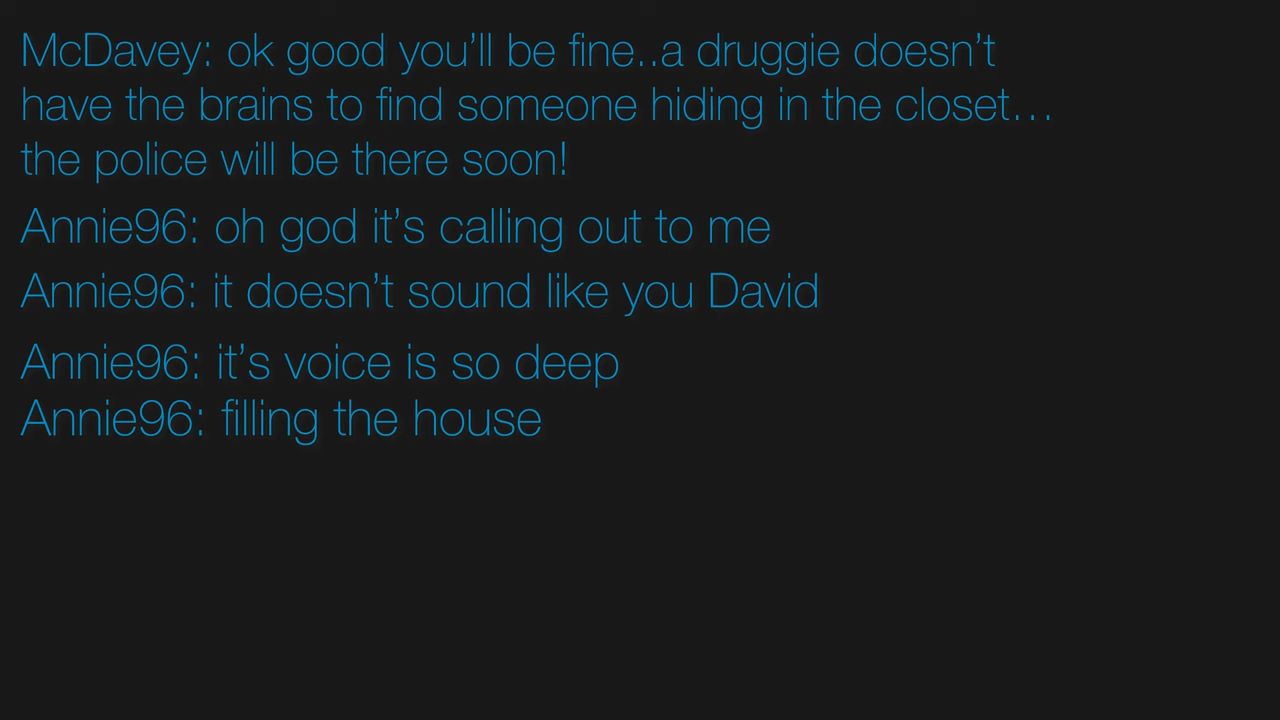 McDavey: ok good you’ll be fine..a druggie doesn’t
have the brains to find someone hiding in the closet…
the police will be there soon!
Annie96: oh god it’s calling out to me
Annie96: it doesn’t sound like you David
Annie96: it’s voice is so deep
Annie96: filling the house